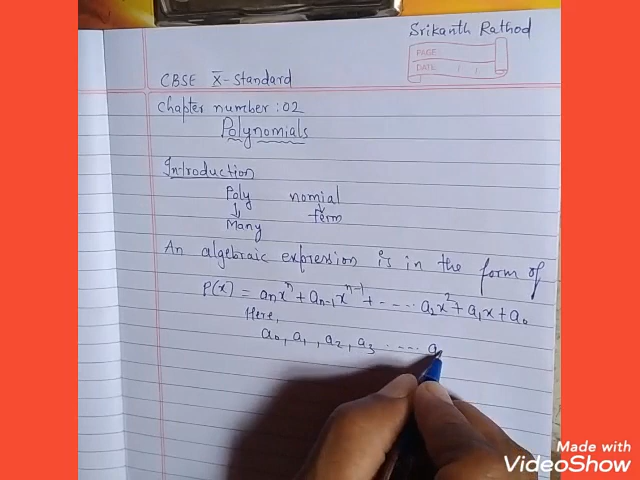 Srikanth Rathod
PAGE
DATE / /
CBSE X-standard
Chapter number : 02
Polynomials
Introduction
Poly nomial
↓ ↓
Many term
An algebraic expression is in the form of
P(x) = aₙxⁿ + aₙ₋₁xⁿ⁻¹ + ----- a₂x² + a₁x + a₀
Here,
a₀, a₁, a₂, a₃ ----- a
Made with
VideoShow